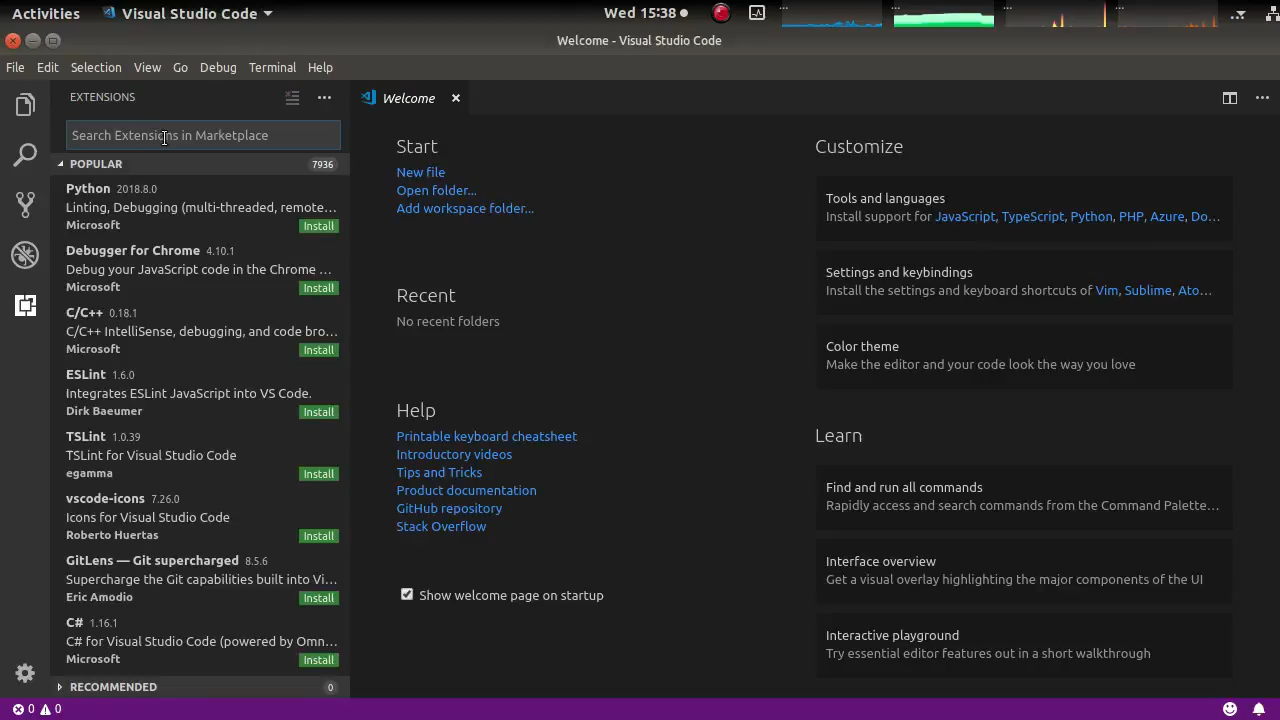 Activities
Visual Studio Code
Wed 15:38
Welcome - Visual Studio Code
File Edit Selection View Go Debug Terminal Help
EXTENSIONS
Search Extensions in Marketplace
POPULAR 7936
Python 2018.8.0
Linting, Debugging (multi-threaded, remote…
Microsoft Install
Debugger for Chrome 4.10.1
Debug your JavaScript code in the Chrome …
Microsoft Install
C/C++ 0.18.1
C/C++ IntelliSense, debugging, and code bro…
Microsoft Install
ESLint 1.6.0
Integrates ESLint JavaScript into VS Code.
Dirk Baeumer Install
TSLint 1.0.39
TSLint for Visual Studio Code
egamma Install
vscode-icons 7.26.0
Icons for Visual Studio Code
Roberto Huertas Install
GitLens — Git supercharged 8.5.6
Supercharge the Git capabilities built into Vi…
Eric Amodio Install
C# 1.16.1
C# for Visual Studio Code (powered by Omn…
Microsoft Install
RECOMMENDED 0
Welcome
Start
New file
Open folder...
Add workspace folder...
Recent
No recent folders
Help
Printable keyboard cheatsheet
Introductory videos
Tips and Tricks
Product documentation
GitHub repository
Stack Overflow
Show welcome page on startup
Customize
Tools and languages
Install support for JavaScript, TypeScript, Python, PHP, Azure, Do…
Settings and keybindings
Install the settings and keyboard shortcuts of Vim, Sublime, Ato…
Color theme
Make the editor and your code look the way you love
Learn
Find and run all commands
Rapidly access and search commands from the Command Palette…
Interface overview
Get a visual overlay highlighting the major components of the UI
Interactive playground
Try essential editor features out in a short walkthrough
0 0